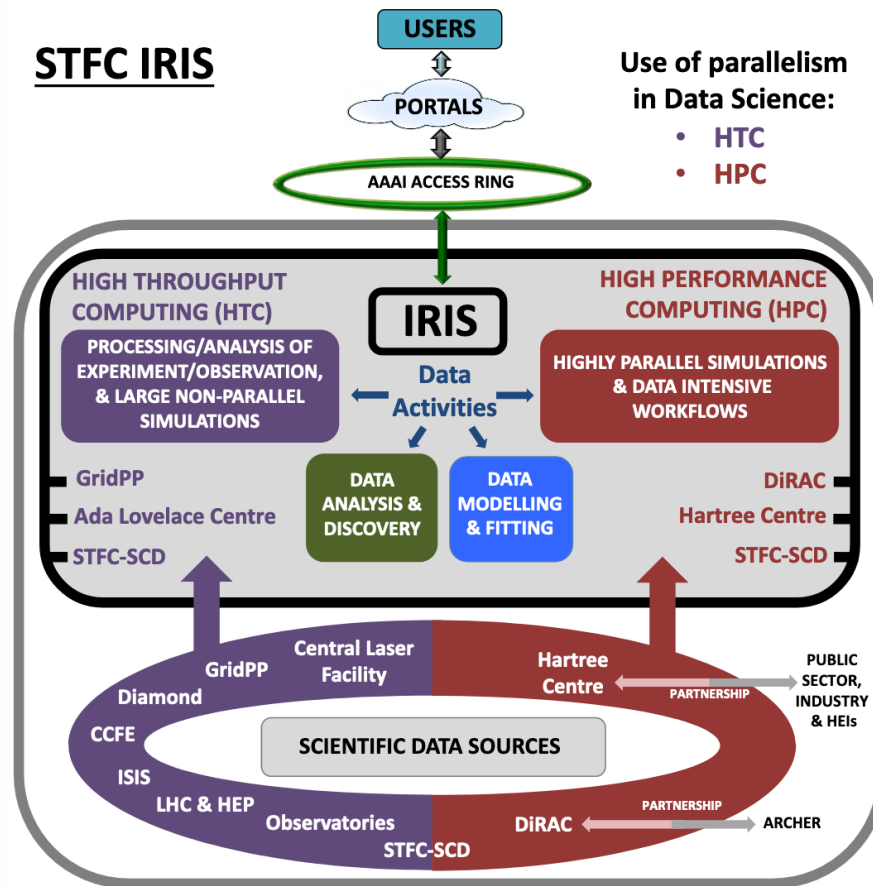 STFC IRIS
USERS
PORTALS
AAAI ACCESS RING
Use of parallelism
in Data Science:
• HTC
• HPC
HIGH THROUGHPUT
COMPUTING (HTC)
PROCESSING/ANALYSIS OF
EXPERIMENT/OBSERVATION,
& LARGE NON-PARALLEL
SIMULATIONS
IRIS
Data
Activities
HIGH PERFORMANCE
COMPUTING (HPC)
HIGHLY PARALLEL SIMULATIONS
& DATA INTENSIVE
WORKFLOWS
GridPP
Ada Lovelace Centre
STFC-SCD
DATA
ANALYSIS &
DISCOVERY
DATA
MODELLING
& FITTING
DiRAC
Hartree Centre
STFC-SCD
Central Laser
Facility
GridPP
Diamond
CCFE
ISIS
LHC & HEP
Observatories
STFC-SCD
SCIENTIFIC DATA SOURCES
Hartree
Centre
PARTNERSHIP
PUBLIC
SECTOR,
INDUSTRY
& HEIs
DiRAC
PARTNERSHIP
ARCHER